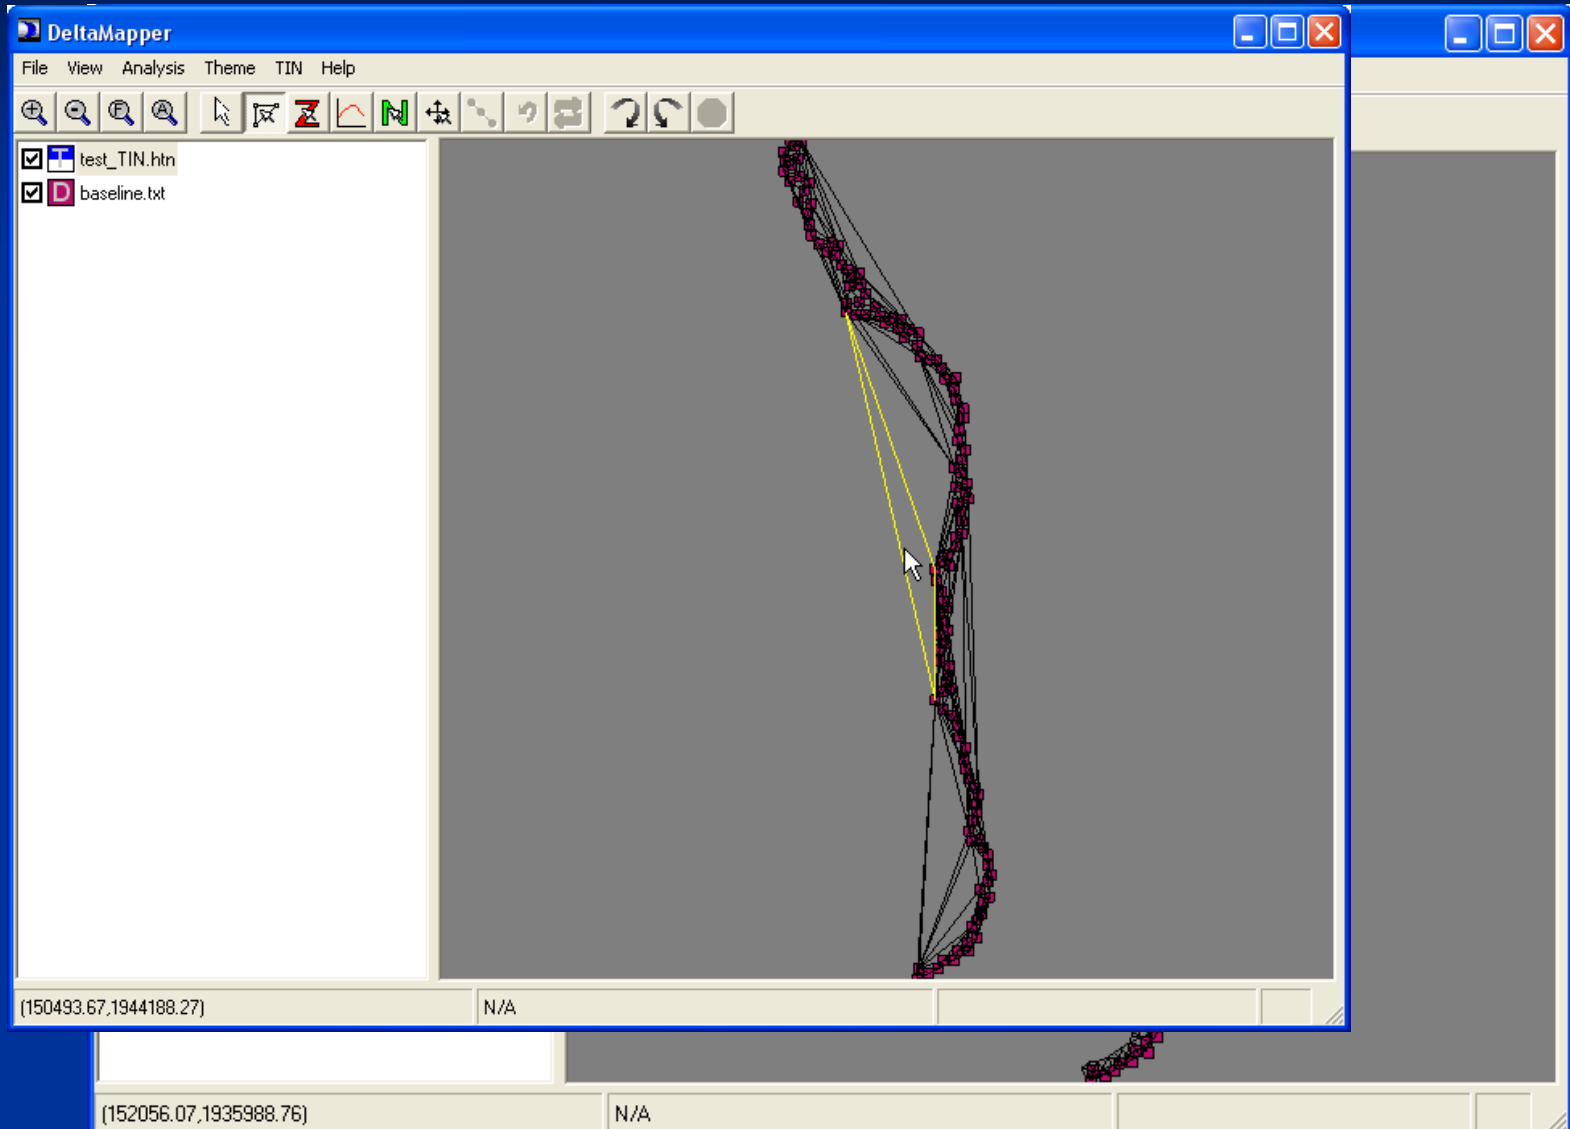 DeltaMapper
File View Analysis Theme TIN Help
test_TIN.htn
baseline.txt
(150493.67,1944188.27) N/A
(152056.07,1935988.76) N/A